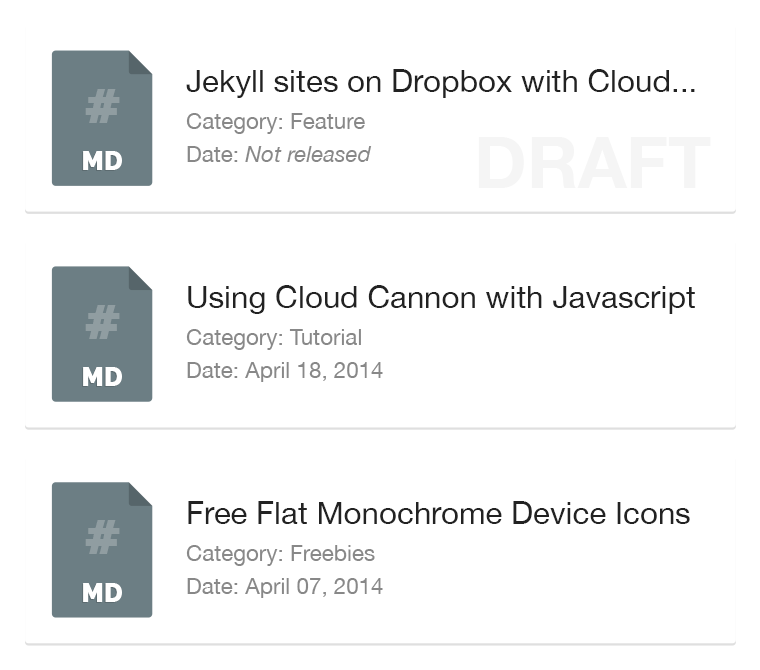 #
MD
Jekyll sites on Dropbox with Cloud...
Category: Feature
Date: Not released
DRAFT
#
MD
Using Cloud Cannon with Javascript
Category: Tutorial
Date: April 18, 2014
#
MD
Free Flat Monochrome Device Icons
Category: Freebies
Date: April 07, 2014